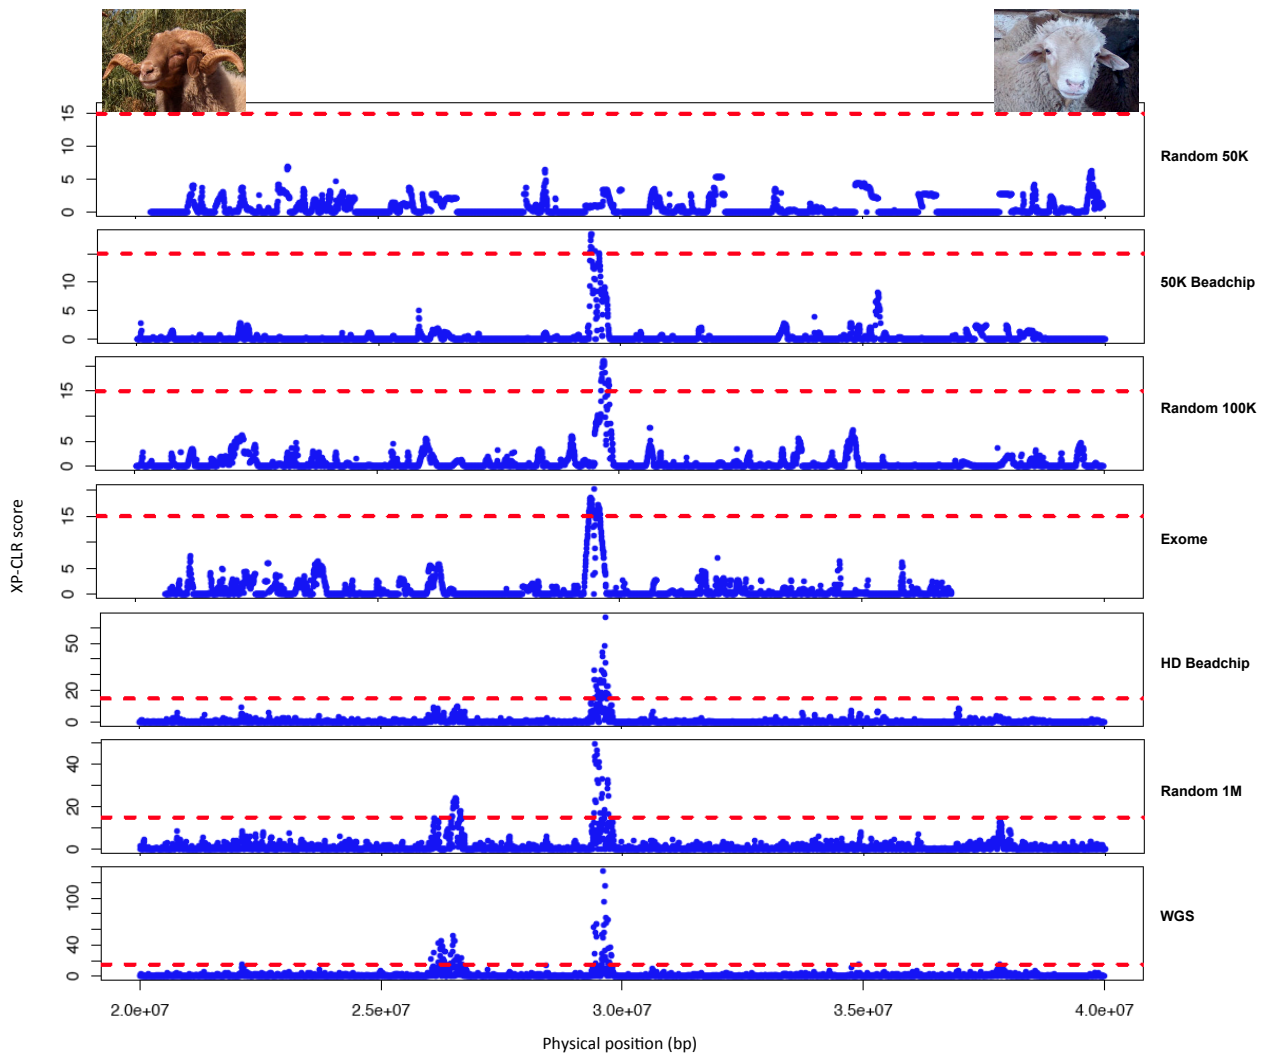 15
10
5
0
Random 50K
10
5
0
50K Beadchip
15
5
0
Random 100K
15
5
0
Exome
XP-CLR score
50
20
0
HD Beadchip
40
20
0
Random 1M
100
40
0
WGS
2.0e+07 2.5e+07 3.0e+07 3.5e+07 4.0e+07
Physical position (bp)